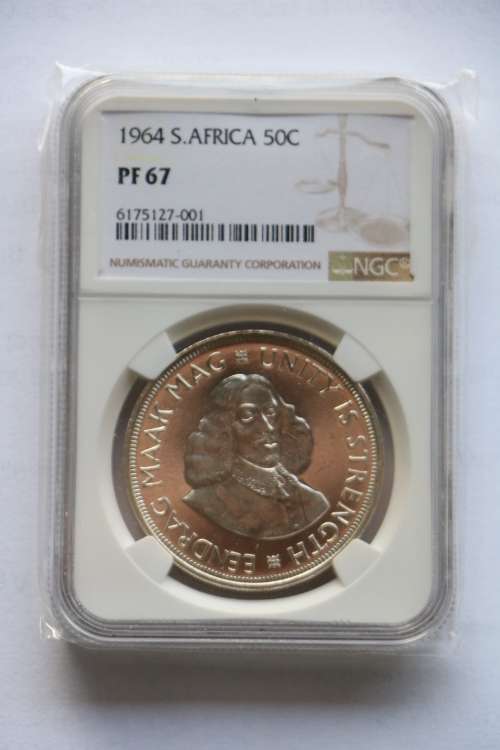 1964 S.AFRICA 50C
PF 67
6175127-001
NUMISMATIC GUARANTY CORPORATION
NGC®
EENDRAG MAAK MAG ※ UNITY IS STRENGTH ※